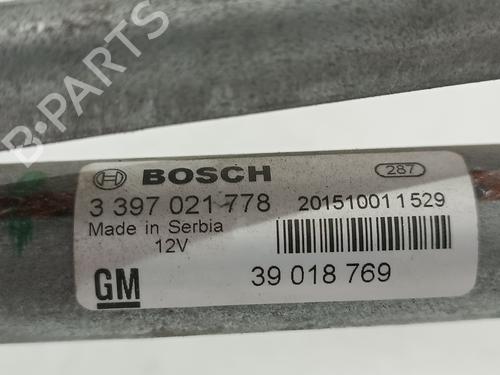 B-PARTS
BOSCH 287
3 397 021 778 201510011529
Made in Serbia
12V
GM 39 018 769